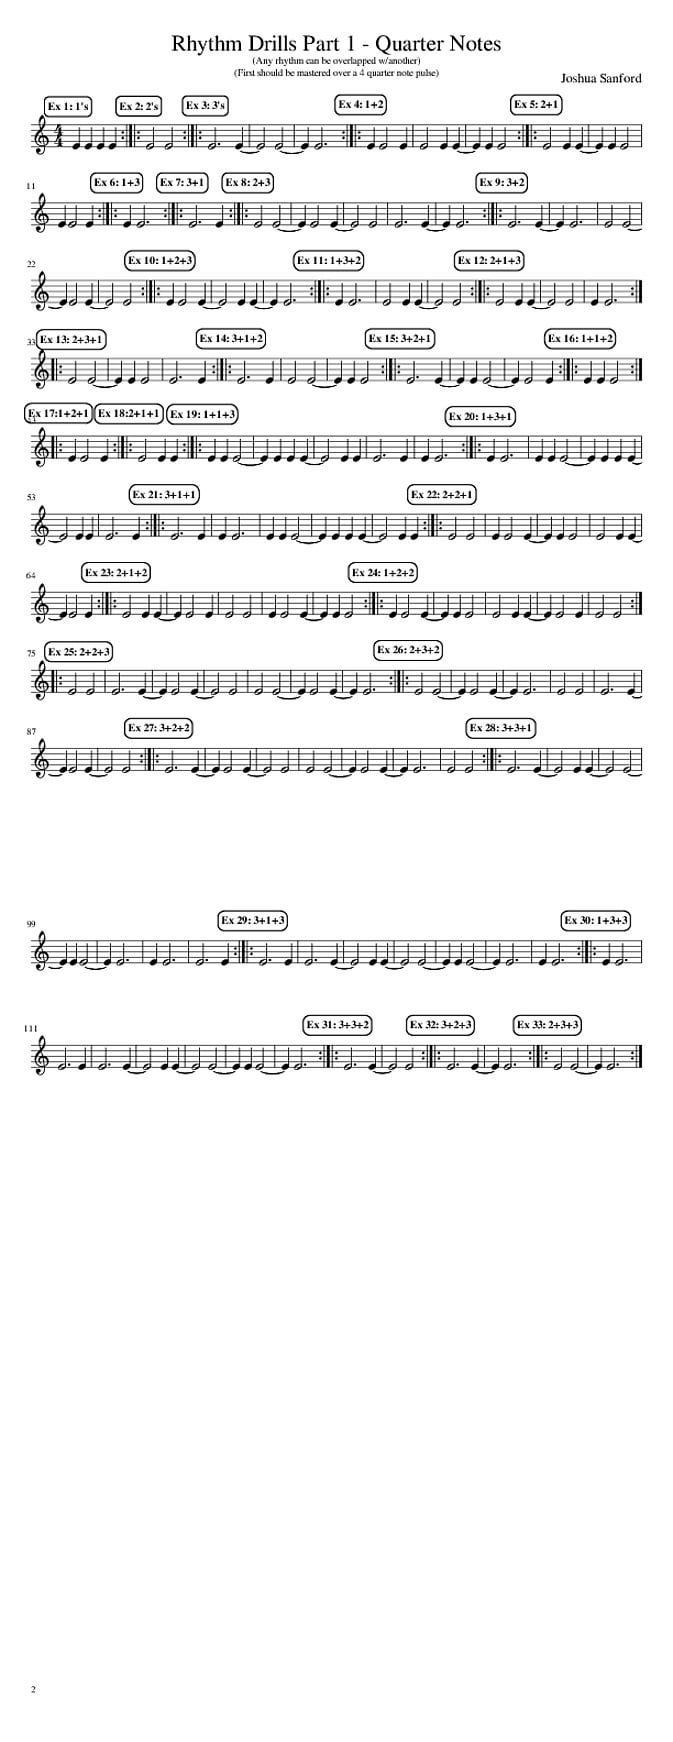 Rhythm Drills Part 1 - Quarter Notes
(Any rhythm can be overlapped w/another)
(First should be mastered over a 4 quarter note pulse)
Joshua Sanford
Ex 1: 1's Ex 2: 2's Ex 3: 3's Ex 4: 1+2 Ex 5: 2+1
11 Ex 6: 1+3 Ex 7: 3+1 Ex 8: 2+3 Ex 9: 3+2
22 Ex 10: 1+2+3 Ex 11: 1+3+2 Ex 12: 2+1+3
33 Ex 13: 2+3+1 Ex 14: 3+1+2 Ex 15: 3+2+1 Ex 16: 1+1+2
Ex 17:1+2+1 Ex 18:2+1+1 Ex 19: 1+1+3 Ex 20: 1+3+1
53 Ex 21: 3+1+1 Ex 22: 2+2+1
64 Ex 23: 2+1+2 Ex 24: 1+2+2
75 Ex 25: 2+2+3 Ex 26: 2+3+2
87 Ex 27: 3+2+2 Ex 28: 3+3+1
99 Ex 29: 3+1+3 Ex 30: 1+3+3
111 Ex 31: 3+3+2 Ex 32: 3+2+3 Ex 33: 2+3+3
2